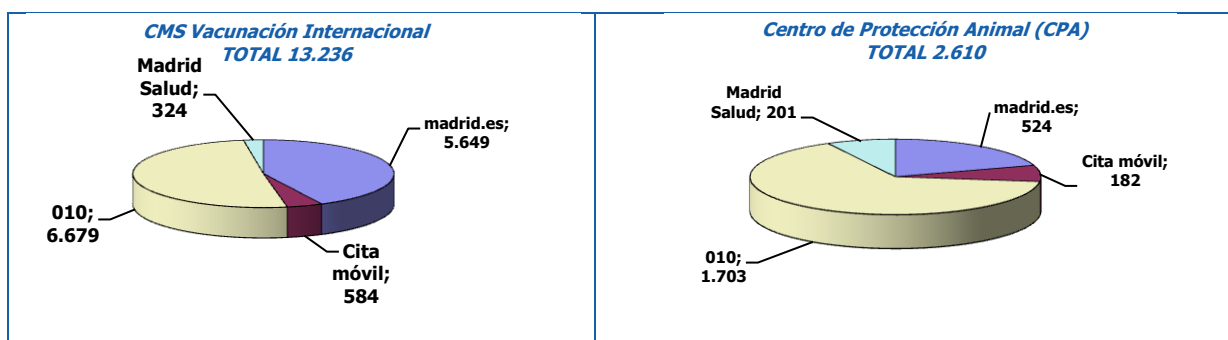 CMS Vacunación Internacional
TOTAL 13.236
Madrid
Salud;
324
madrid.es;
5.649
010;
6.679
Cita
móvil;
584
Centro de Protección Animal (CPA)
TOTAL 2.610
Madrid
Salud; 201
madrid.es;
524
Cita móvil;
182
010;
1.703